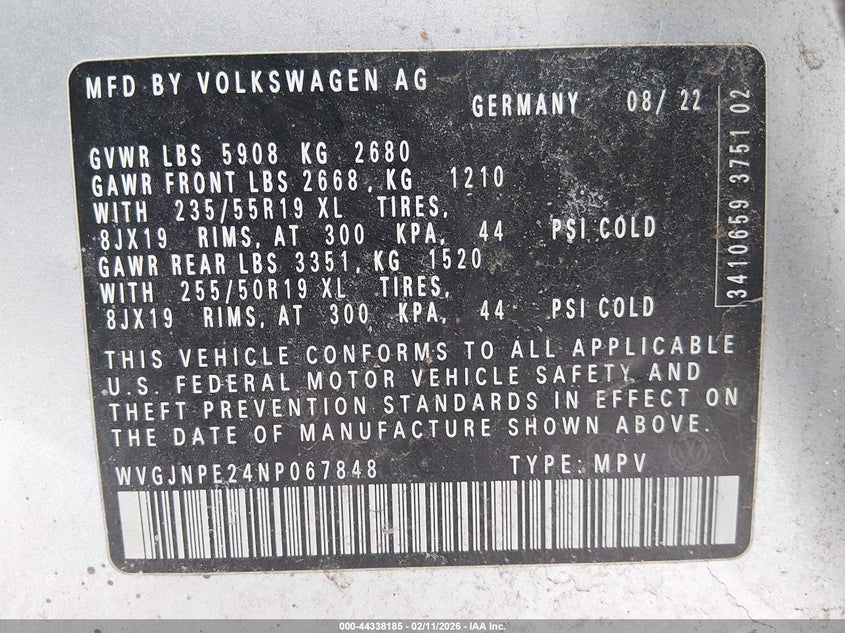 MFD BY VOLKSWAGEN AG
GERMANY 08/ 22
GVWR LBS 5908 KG 2680
GAWR FRONT LBS 2668, KG 1210
WITH 235/55R19 XL TIRES,
8JX19 RIMS, AT 300 KPA, 44 PSI COLD
GAWR REAR LBS 3351, KG 1520
WITH 255/50R19 XL TIRES,
8JX19 RIMS, AT 300 KPA, 44 PSI COLD
THIS VEHICLE CONFORMS TO ALL APPLICABLE
U.S. FEDERAL MOTOR VEHICLE SAFETY AND
THEFT PREVENTION STANDARDS IN EFFECT ON
THE DATE OF MANUFACTURE SHOWN ABOVE.
WVGJNPE24NP067848 TYPE: MPV
3410659 3751 02
000-44338185 - 02/11/2026 - IAA Inc.